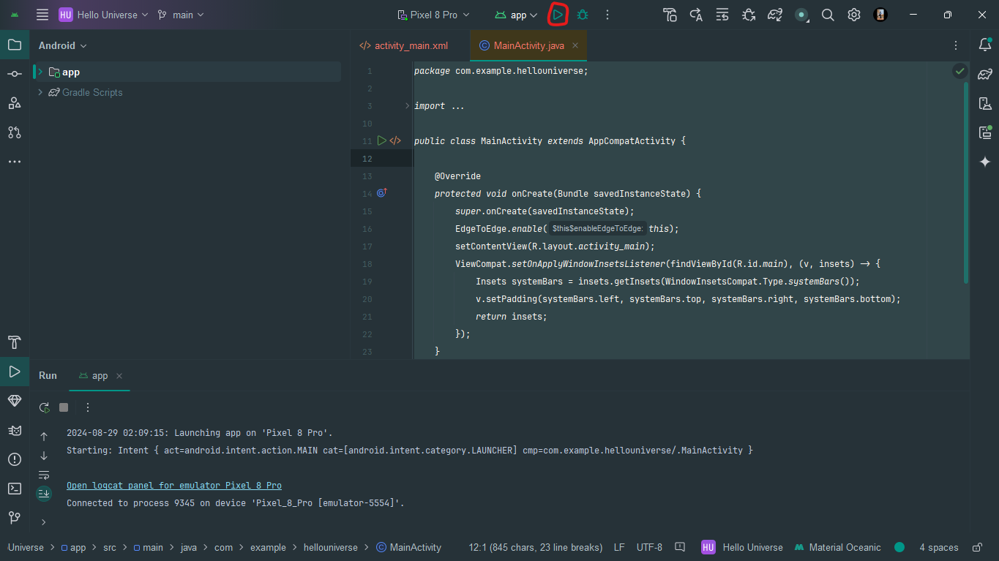 HU Hello Universe main Pixel 8 Pro app
Android
activity_main.xml MainActivity.java
app
Gradle Scripts
1 package com.example.hellouniverse;
2
3 import ...
10
11 public class MainActivity extends AppCompatActivity {
12
13 @Override
14 protected void onCreate(Bundle savedInstanceState) {
15 super.onCreate(savedInstanceState);
16 EdgeToEdge.enable( $this$enableEdgeToEdge: this);
17 setContentView(R.layout.activity_main);
18 ViewCompat.setOnApplyWindowInsetsListener(findViewById(R.id.main), (v, insets) → {
19 Insets systemBars = insets.getInsets(WindowInsetsCompat.Type.systemBars());
20 v.setPadding(systemBars.left, systemBars.top, systemBars.right, systemBars.bottom);
21 return insets;
22 });
23 }
Run app
2024-08-29 02:09:15: Launching app on 'Pixel 8 Pro'.
Starting: Intent { act=android.intent.action.MAIN cat=[android.intent.category.LAUNCHER] cmp=com.example.hellouniverse/.MainActivity }
Open logcat panel for emulator Pixel 8 Pro
Connected to process 9345 on device 'Pixel_8_Pro [emulator-5554]'.
Universe > app > src > main > java > com > example > hellouniverse > MainActivity 12:1 (845 chars, 23 line breaks) LF UTF-8 HU Hello Universe Material Oceanic 4 spaces